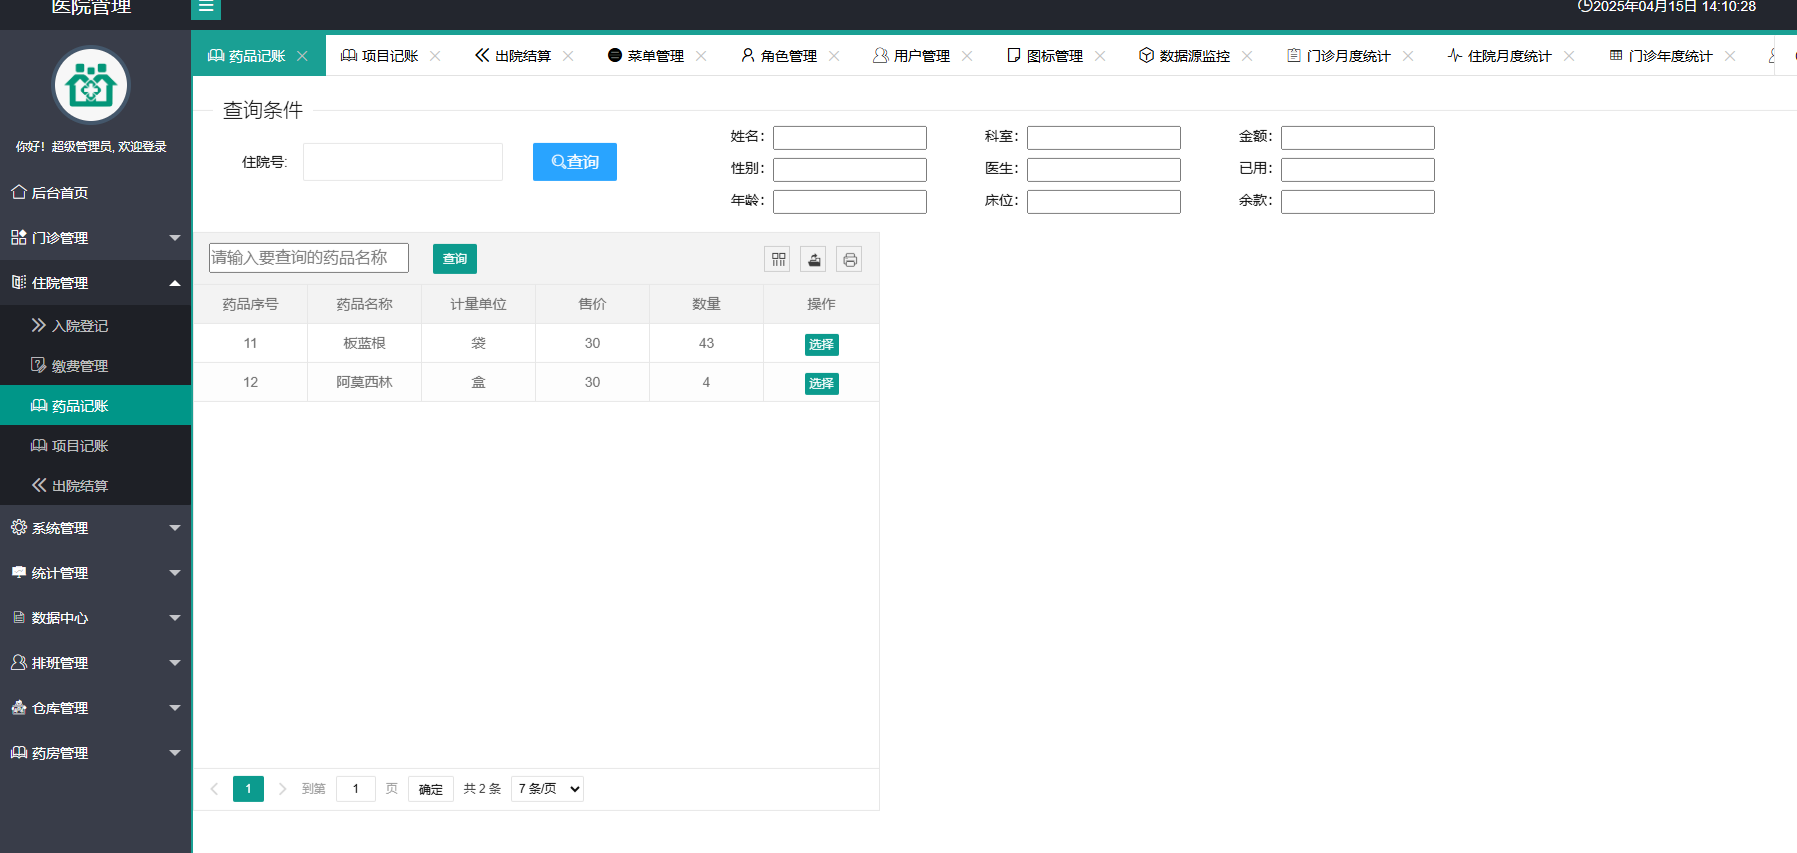 医院管理
2025年04月15日 14:10:28
药品记账
项目记账
出院结算
菜单管理
角色管理
用户管理
图标管理
数据源监控
门诊月度统计
住院月度统计
门诊年度统计
你好！超级管理员, 欢迎登录
后台首页
门诊管理
住院管理
入院登记
缴费管理
药品记账
项目记账
出院结算
系统管理
统计管理
数据中心
排班管理
仓库管理
药房管理
查询条件
住院号:
查询
姓名：
科室：
金额：
性别：
医生：
已用：
年龄：
床位：
余款：
请输入要查询的药品名称
查询
药品序号 药品名称 计量单位 售价 数量 操作
11 板蓝根 袋 30 43 选择
12 阿莫西林 盒 30 4 选择
1 到第 1 页 确定 共 2 条 7 条/页